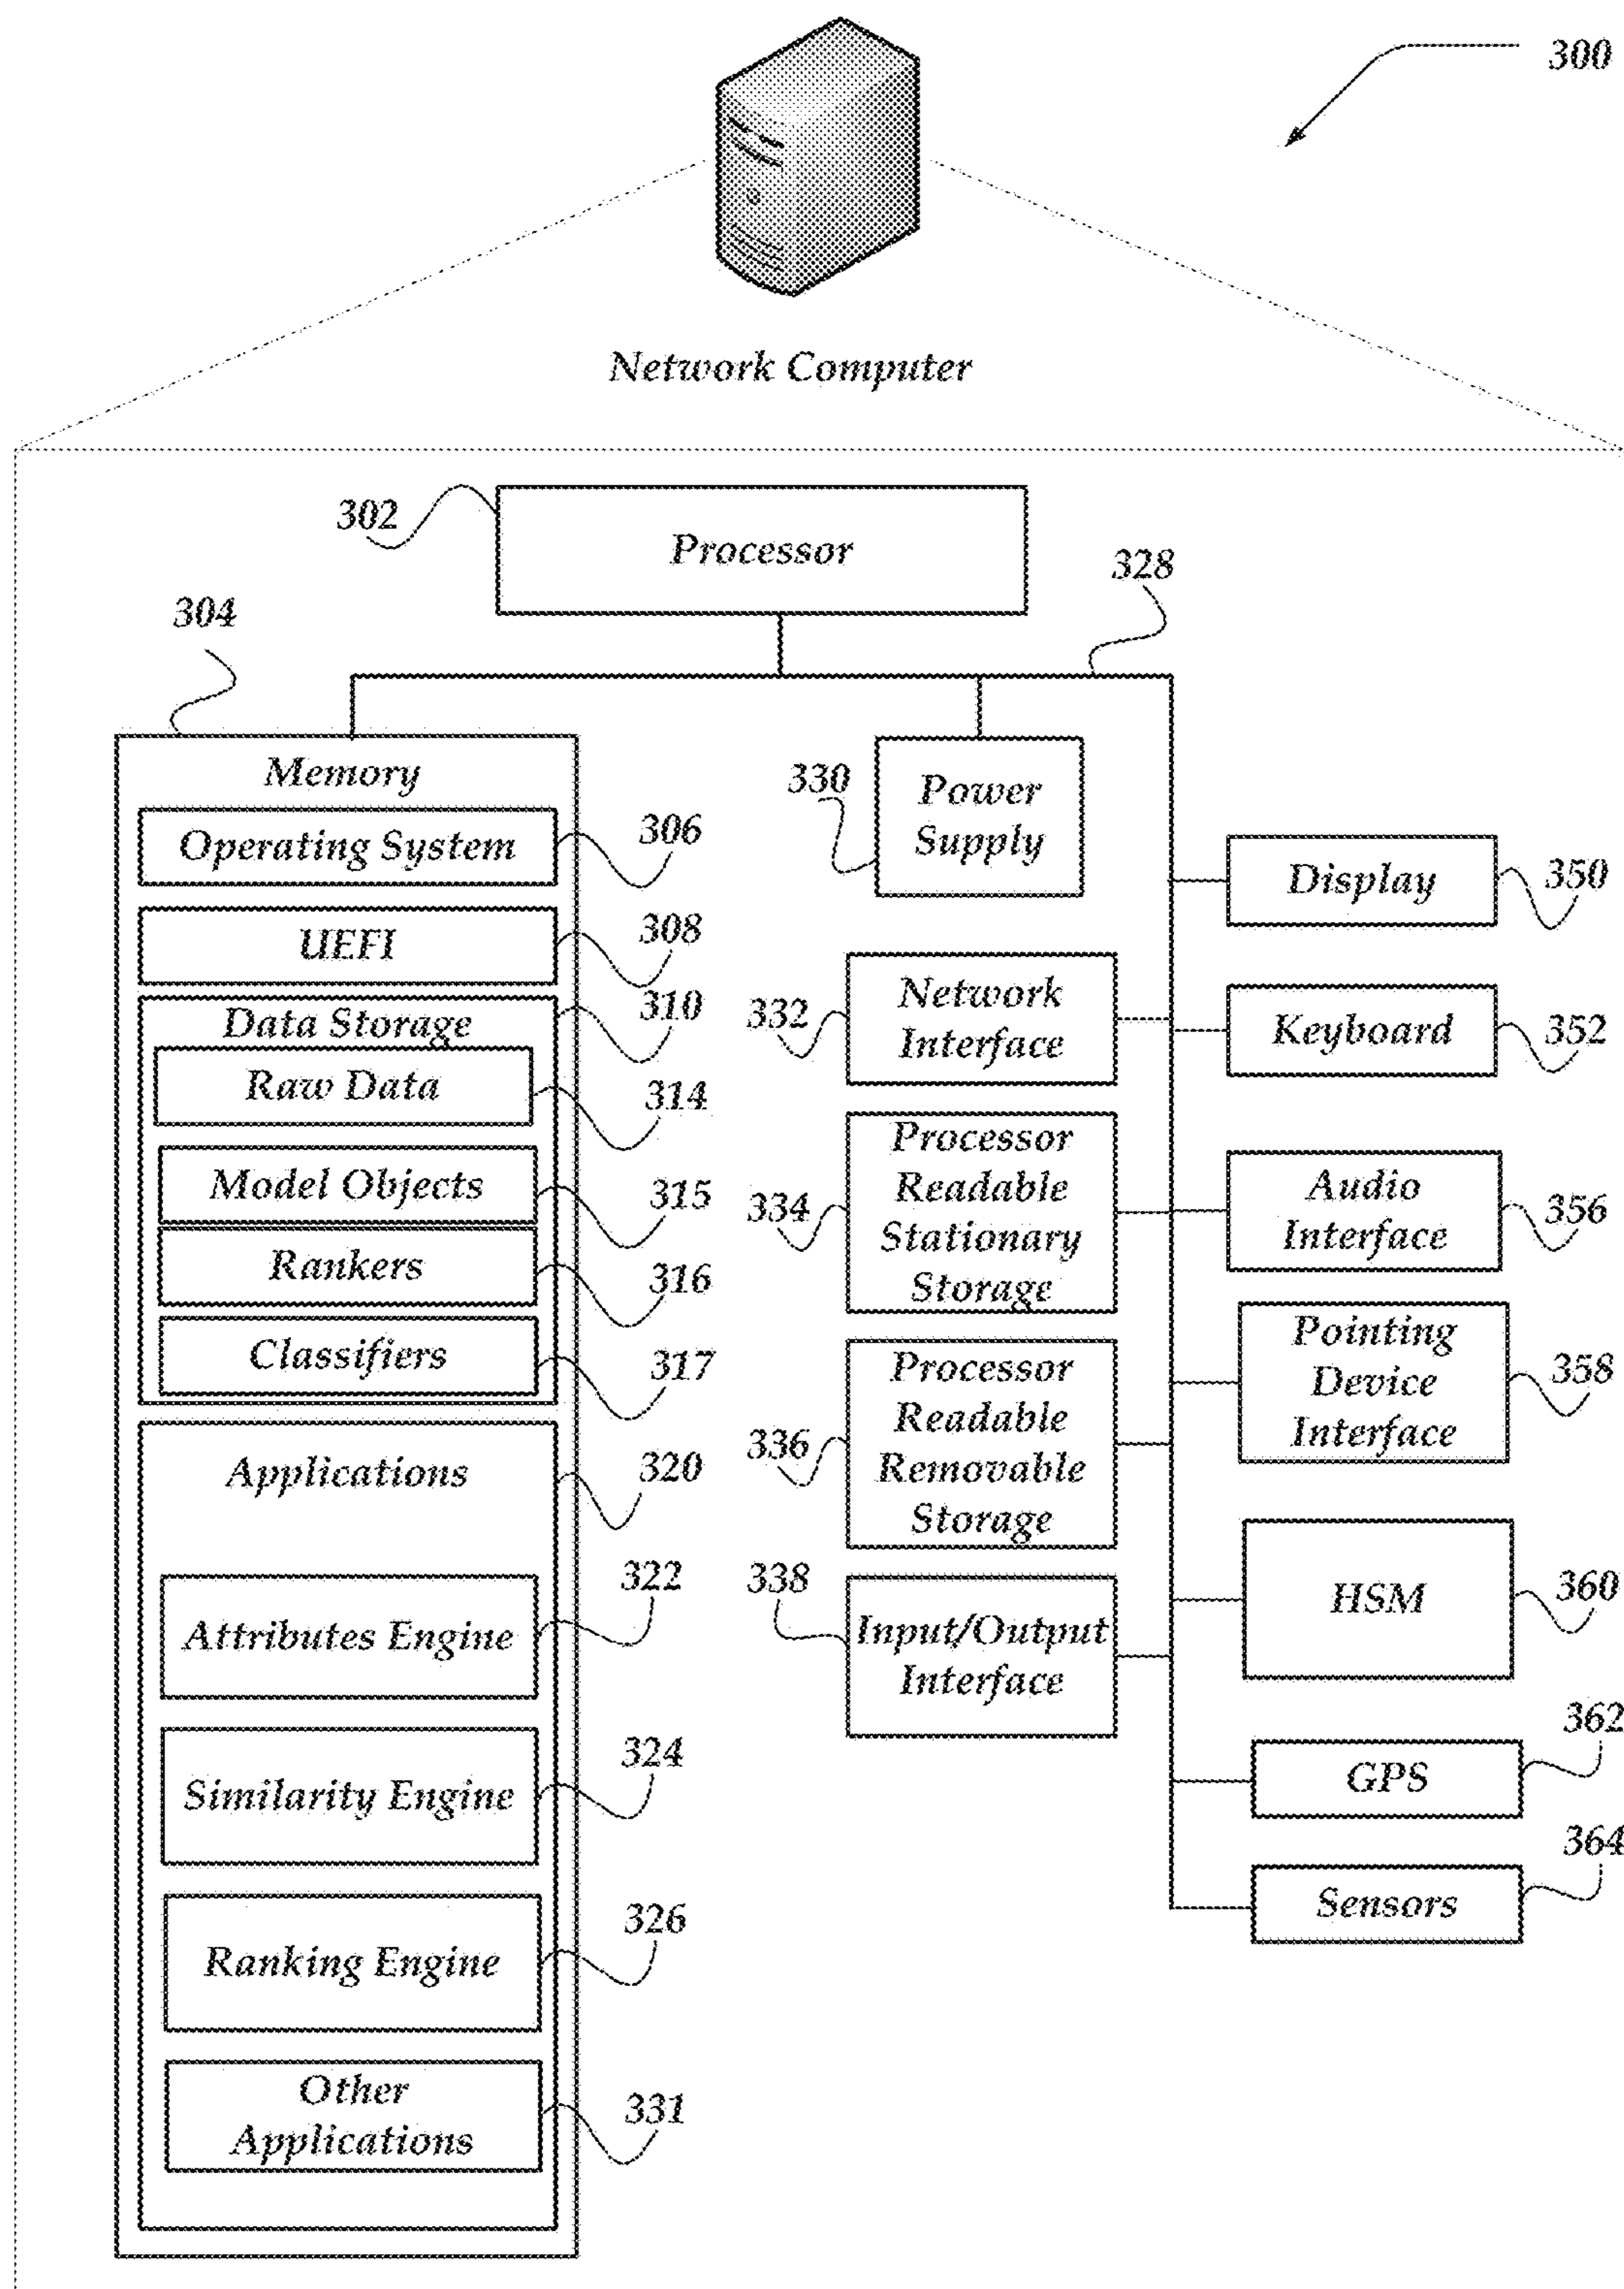 300
Network Computer
302
Processor
328
304
Memory
Operating System
306
UEFI
308
Data Storage
310
Raw Data
314
Model Objects
315
Rankers
316
Classifiers
317
Applications
320
Attributes Engine
322
Similarity Engine
324
Ranking Engine
326
Other
Applications
331
330
Power
Supply
332
Network
Interface
334
Processor
Readable
Stationary
Storage
336
Processor
Readable
Removable
Storage
338
Input/Output
Interface
Display
350
Keyboard
352
Audio
Interface
356
Pointing
Device
Interface
358
HSM
360
GPS
362
Sensors
364